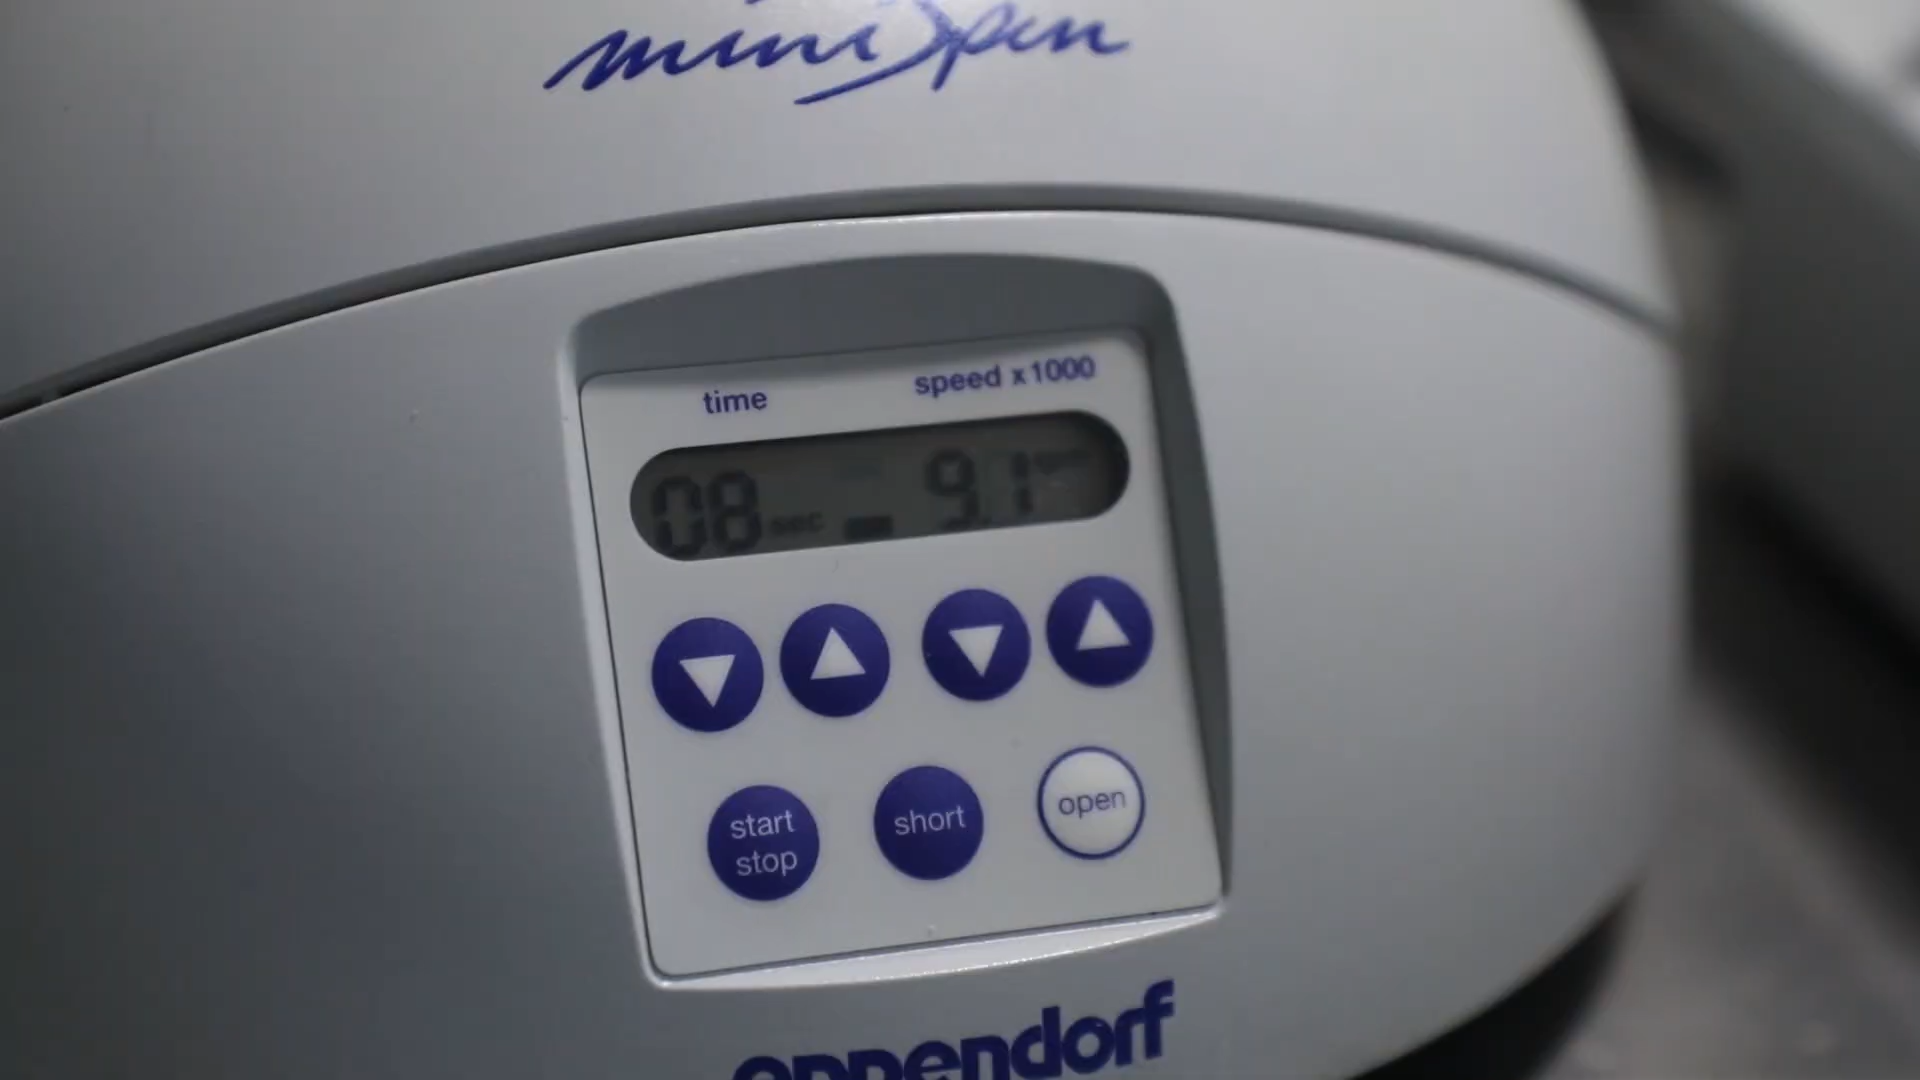 miniSpin
time speed x1000
08 sec 9.1
start
stop
short
open
eppendorf